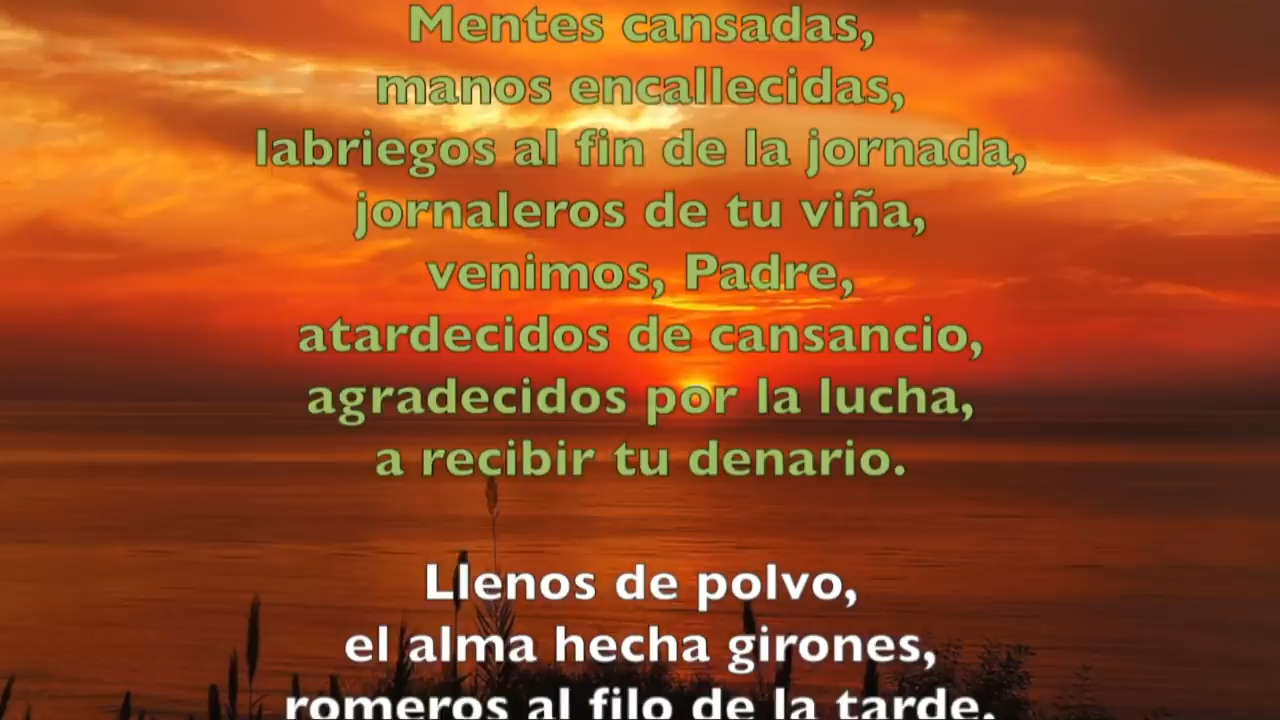 Mentes cansadas,
manos encallecidas,
labriegos al fin de la jornada,
jornaleros de tu viña,
venimos, Padre,
atardecidos de cansancio,
agradecidos por la lucha,
a recibir tu denario.
Llenos de polvo,
el alma hecha girones,
romeros al filo de la tarde,